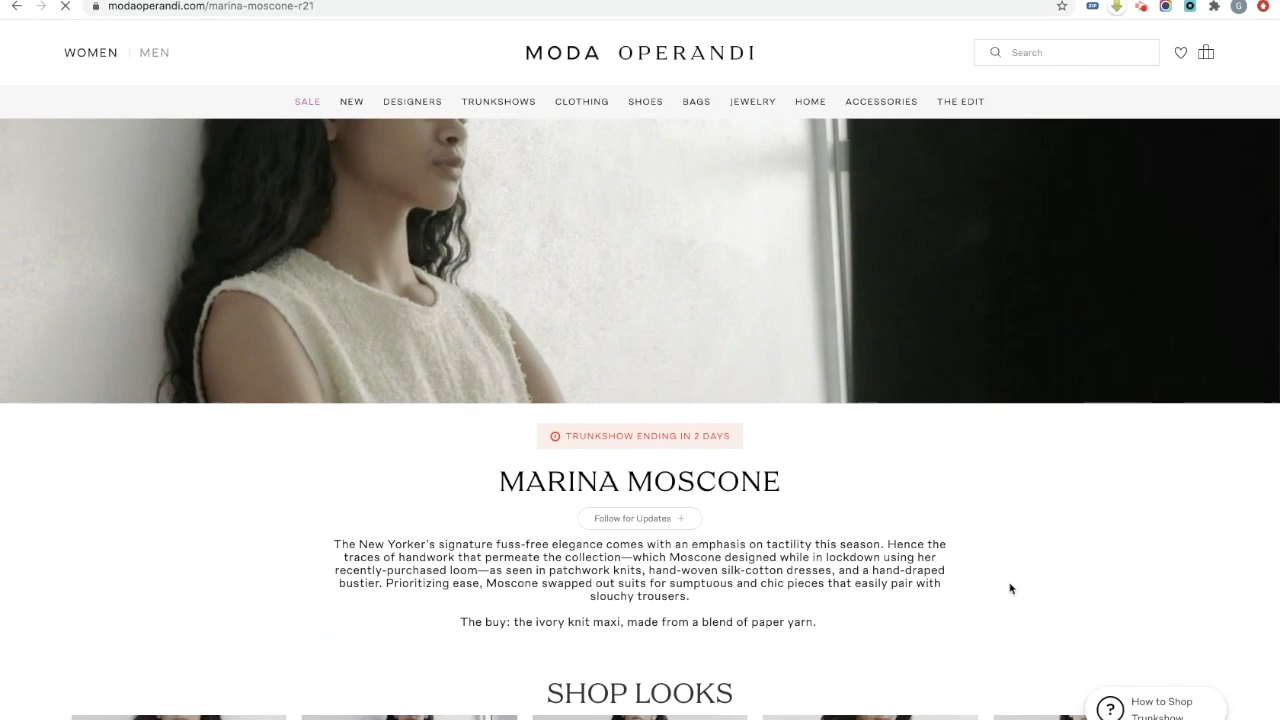 modaoperandi.com/marina-moscone-r21
ZIP
G
WOMEN | MEN
MODA OPERANDI
Search
SALE NEW DESIGNERS TRUNKSHOWS CLOTHING SHOES BAGS JEWELRY HOME ACCESSORIES THE EDIT
TRUNKSHOW ENDING IN 2 DAYS
MARINA MOSCONE
Follow for Updates +
The New Yorker's signature fuss-free elegance comes with an emphasis on tactility this season. Hence the
traces of handwork that permeate the collection—which Moscone designed while in lockdown using her
recently-purchased loom—as seen in patchwork knits, hand-woven silk-cotton dresses, and a hand-draped
bustier. Prioritizing ease, Moscone swapped out suits for sumptuous and chic pieces that easily pair with
slouchy trousers.
The buy: the ivory knit maxi, made from a blend of paper yarn.
SHOP LOOKS
? How to Shop
Trunkshow